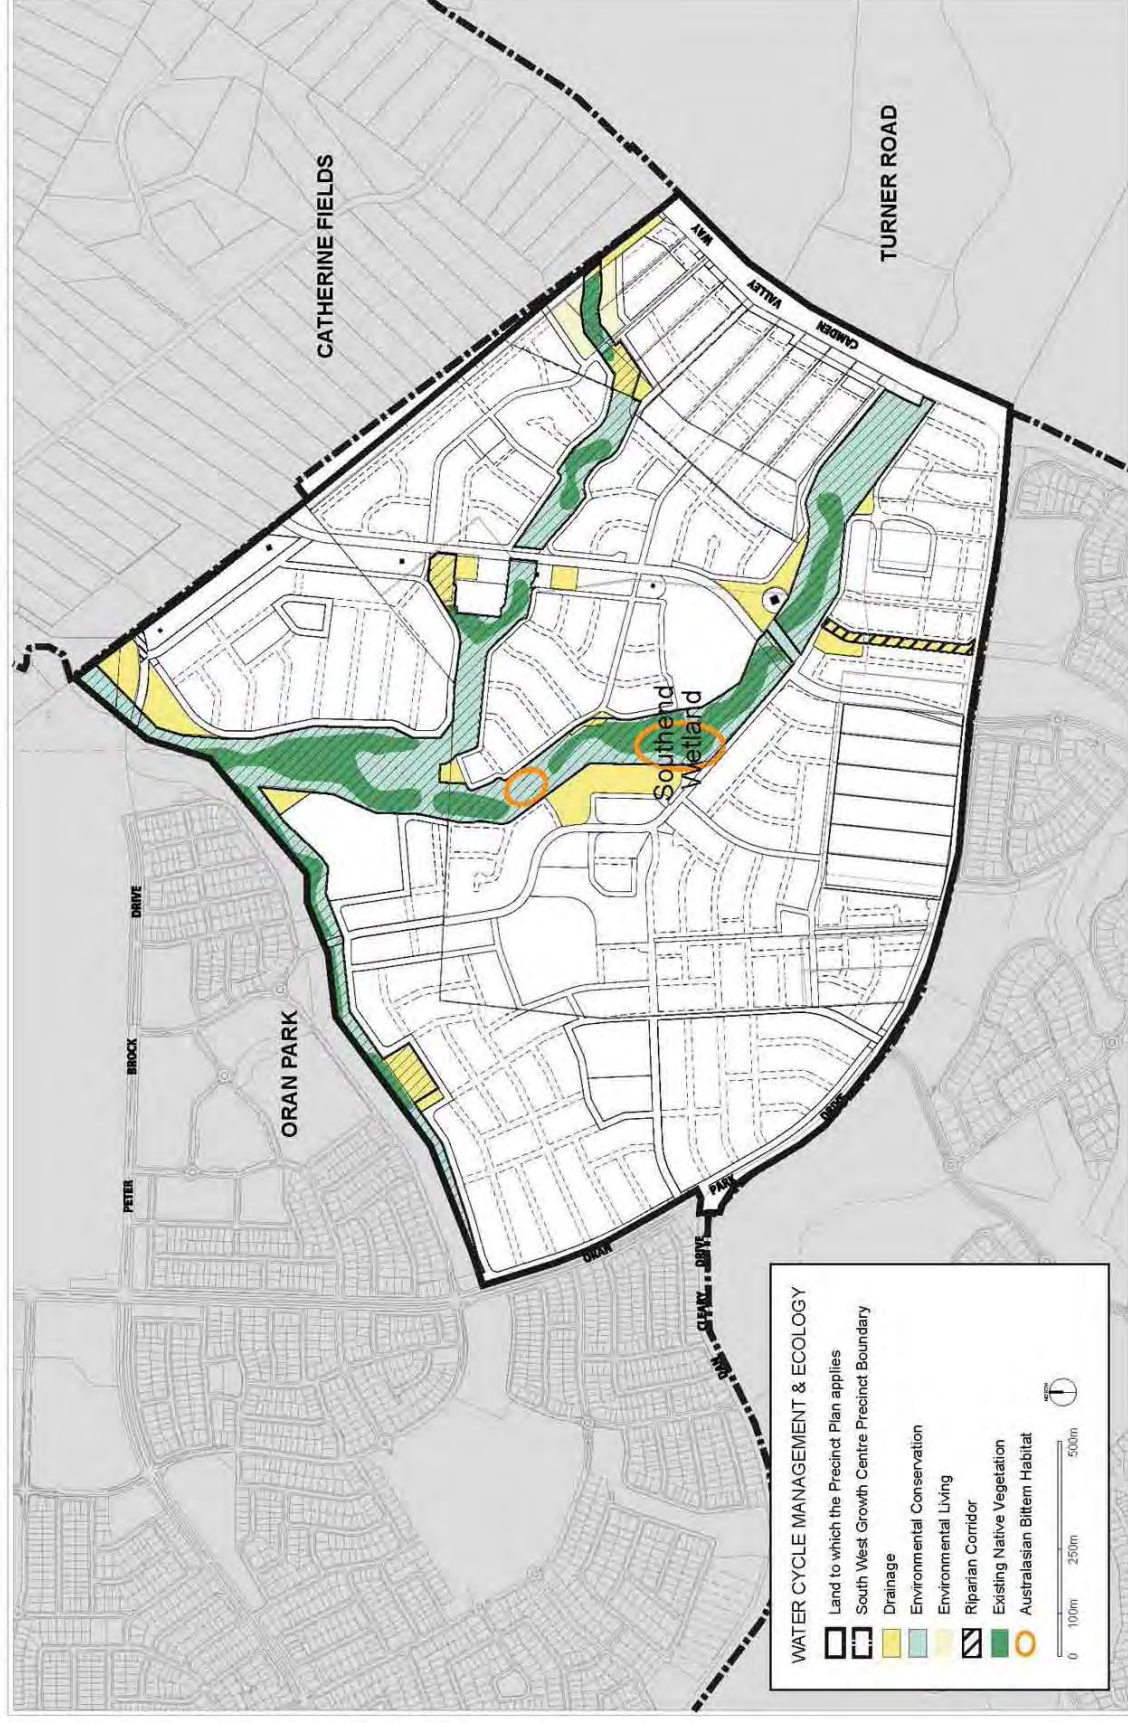 CATHERINE FIELDS
TURNER ROAD
CAMDEN
VALLEY
WAY
ORAN PARK
PETER
BROCK
DRIVE
Southend
Wetland
ORAN
PARK
DRIVE
DAN
CLEARY
DRIVE
WATER CYCLE MANAGEMENT & ECOLOGY
Land to which the Precinct Plan applies
South West Growth Centre Precinct Boundary
Drainage
Environmental Conservation
Environmental Living
Riparian Corridor
Existing Native Vegetation
Australasian Bittern Habitat
0
100m
250m
500m
NORTH